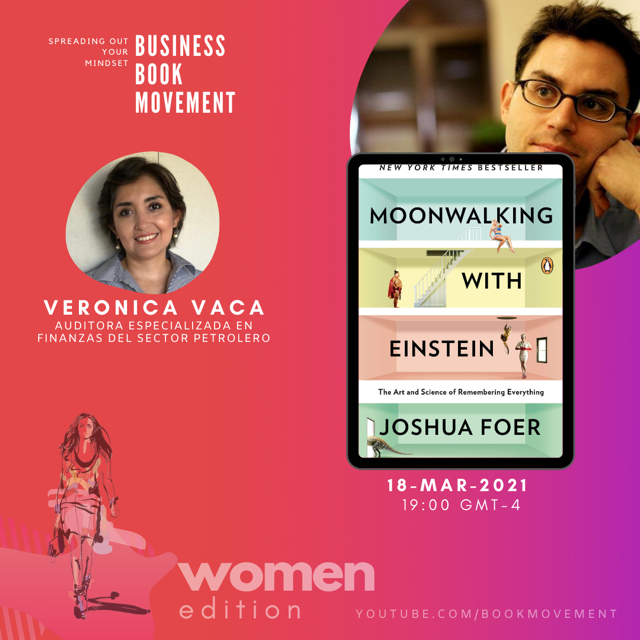 SPREADING OUT
YOUR
MINDSET
BUSINESS
BOOK
MOVEMENT
VERONICA VACA
AUDITORA ESPECIALIZADA EN
FINANZAS DEL SECTOR PETROLERO
NEW YORK TIMES BESTSELLER
MOONWALKING
WITH
EINSTEIN
The Art and Science of Remembering Everything
JOSHUA FOER
18-MAR-2021
19:00 GMT-4
women
edition
YOUTUBE.COM/BOOKMOVEMENT